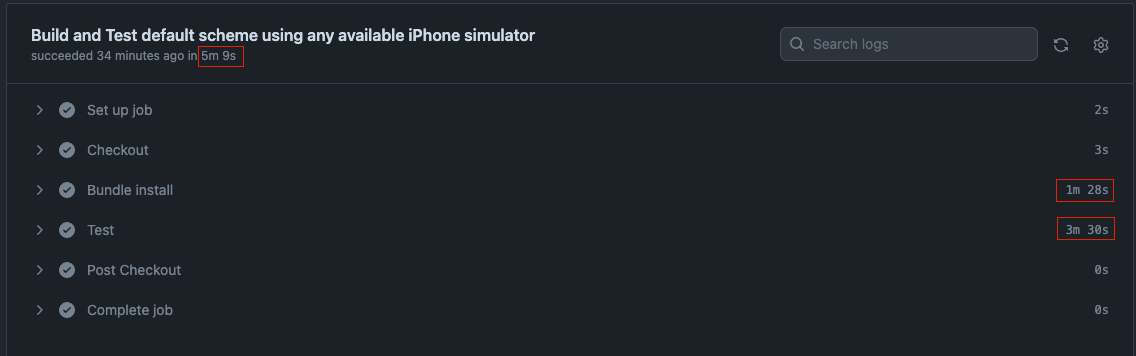 Build and Test default scheme using any available iPhone simulator
succeeded 34 minutes ago in 5m 9s
Search logs
Set up job 2s
Checkout 3s
Bundle install 1m 28s
Test 3m 30s
Post Checkout 0s
Complete job 0s